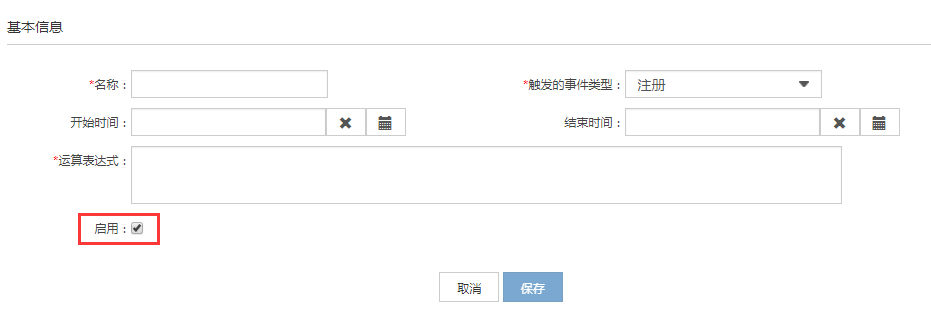 基本信息
*名称：
*触发的事件类型： 注册
开始时间：
结束时间：
*运算表达式：
启用：
取消 保存